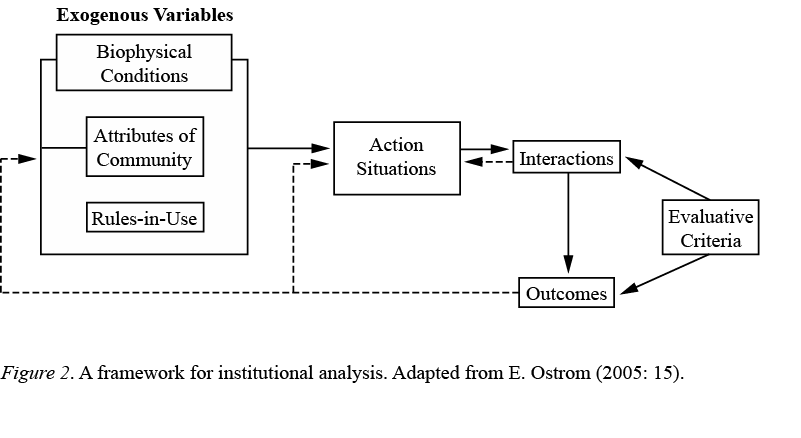 Exogenous Variables
Biophysical
Conditions
Attributes of
Community
Rules-in-Use
Action
Situations
Interactions
Evaluative
Criteria
Outcomes
Figure 2. A framework for institutional analysis. Adapted from E. Ostrom (2005: 15).